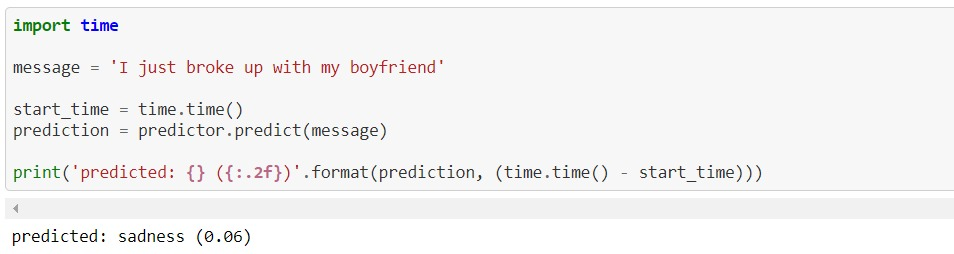 import time
message = 'I just broke up with my boyfriend'
start_time = time.time()
prediction = predictor.predict(message)
print('predicted: {} ({:.2f})'.format(prediction, (time.time() - start_time)))
predicted: sadness (0.06)